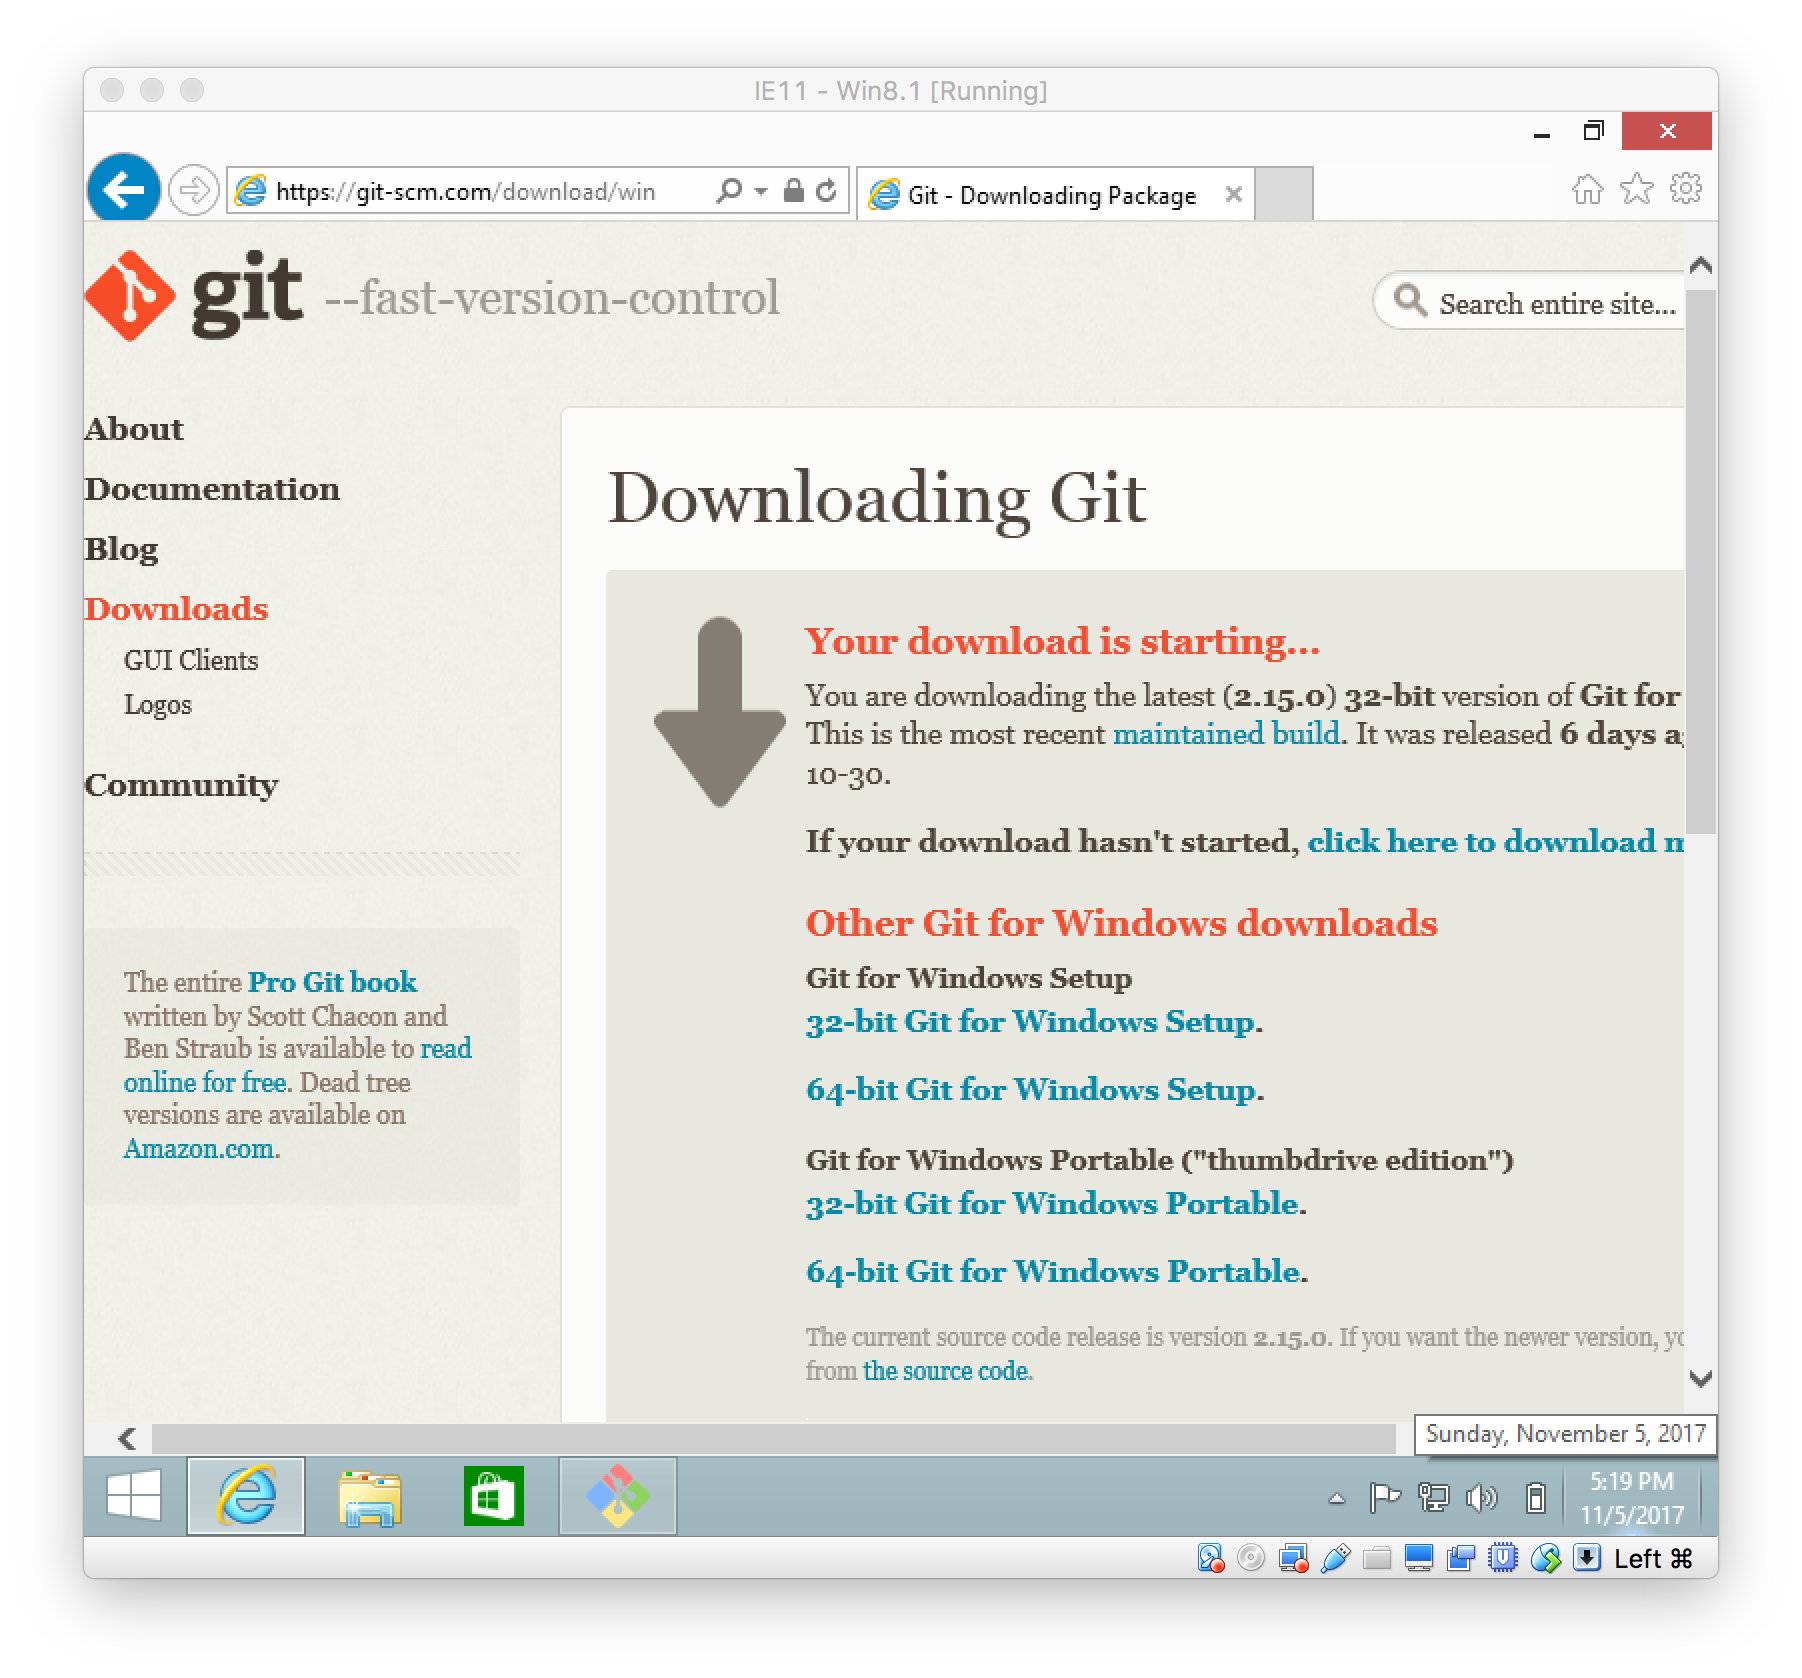 IE11 - Win8.1 [Running]
https://git-scm.com/download/win
Git - Downloading Package
git --fast-version-control
Search entire site...
About
Documentation
Blog
Downloads
GUI Clients
Logos
Community
The entire Pro Git book
written by Scott Chacon and
Ben Straub is available to read
online for free. Dead tree
versions are available on
Amazon.com.
Downloading Git
Your download is starting...
You are downloading the latest (2.15.0) 32-bit version of Git for
This is the most recent maintained build. It was released 6 days
10-30.
If your download hasn't started, click here to download
Other Git for Windows downloads
Git for Windows Setup
32-bit Git for Windows Setup.
64-bit Git for Windows Setup.
Git for Windows Portable ("thumbdrive edition")
32-bit Git for Windows Portable.
64-bit Git for Windows Portable.
The current source code release is version 2.15.0. If you want the newer version,
from the source code.
Sunday, November 5, 2017
5:19 PM
11/5/2017
Left ⌘